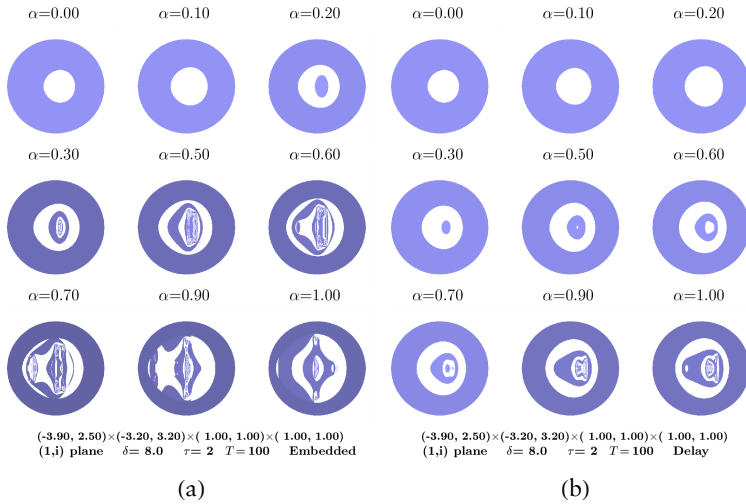 α=0.00 α=0.10 α=0.20
α=0.30 α=0.50 α=0.60
α=0.70 α=0.90 α=1.00
(-3.90, 2.50)×(-3.20, 3.20)×( 1.00, 1.00)×( 1.00, 1.00)
(1,i) plane δ= 8.0 τ= 2 T=100 Embedded
(a)
α=0.00 α=0.10 α=0.20
α=0.30 α=0.50 α=0.60
α=0.70 α=0.90 α=1.00
(-3.90, 2.50)×(-3.20, 3.20)×( 1.00, 1.00)×( 1.00, 1.00)
(1,i) plane δ= 8.0 τ= 2 T=100 Delay
(b)